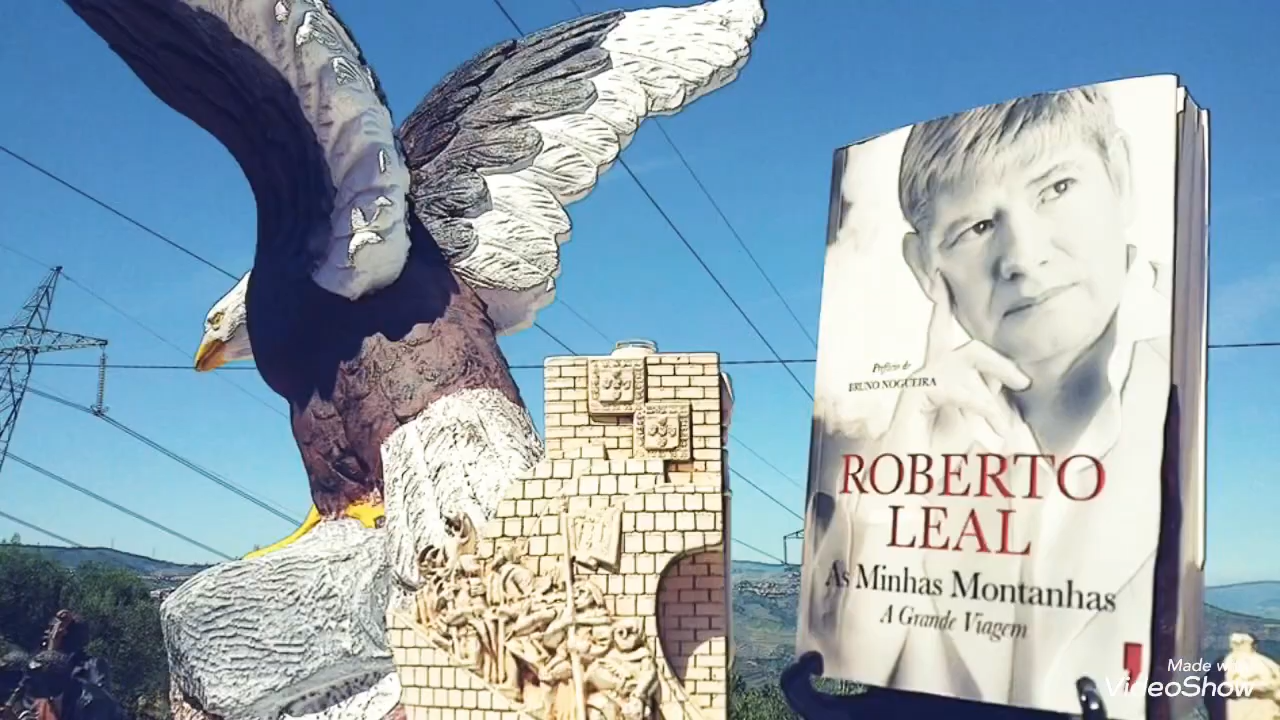 Prefácio de
BRUNO NOGUEIRA
ROBERTO
LEAL
As Minhas Montanhas
A Grande Viagem
Made with
VideoShow